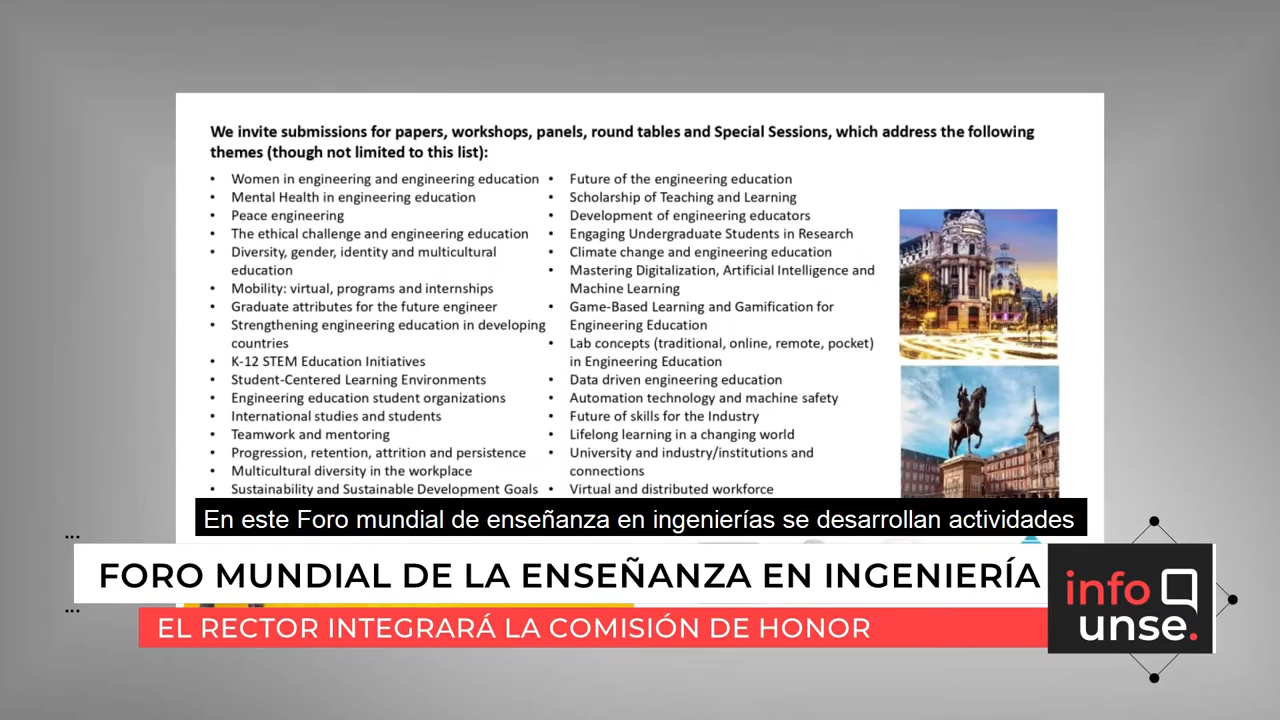 We invite submissions for papers, workshops, panels, round tables and Special Sessions, which address the following
themes (though not limited to this list):
• Women in engineering and engineering education
• Mental Health in engineering education
• Peace engineering
• The ethical challenge and engineering education
• Diversity, gender, identity and multicultural
education
• Mobility: virtual, programs and internships
• Graduate attributes for the future engineer
• Strengthening engineering education in developing
countries
• K-12 STEM Education Initiatives
• Student-Centered Learning Environments
• Engineering education student organizations
• International studies and students
• Teamwork and mentoring
• Progression, retention, attrition and persistence
• Multicultural diversity in the workplace
• Sustainability and Sustainable Development Goals
• Future of the engineering education
• Scholarship of Teaching and Learning
• Development of engineering educators
• Engaging Undergraduate Students in Research
• Climate change and engineering education
• Mastering Digitalization, Artificial Intelligence and
Machine Learning
• Game-Based Learning and Gamification for
Engineering Education
• Lab concepts (traditional, online, remote, pocket)
in Engineering Education
• Data driven engineering education
• Automation technology and machine safety
• Future of skills for the Industry
• Lifelong learning in a changing world
• University and industry/institutions and
connections
• Virtual and distributed workforce
En este Foro mundial de enseñanza en ingenierías se desarrollan actividades
FORO MUNDIAL DE LA ENSEÑANZA EN INGENIERÍA
EL RECTOR INTEGRARÁ LA COMISIÓN DE HONOR
info
unse.